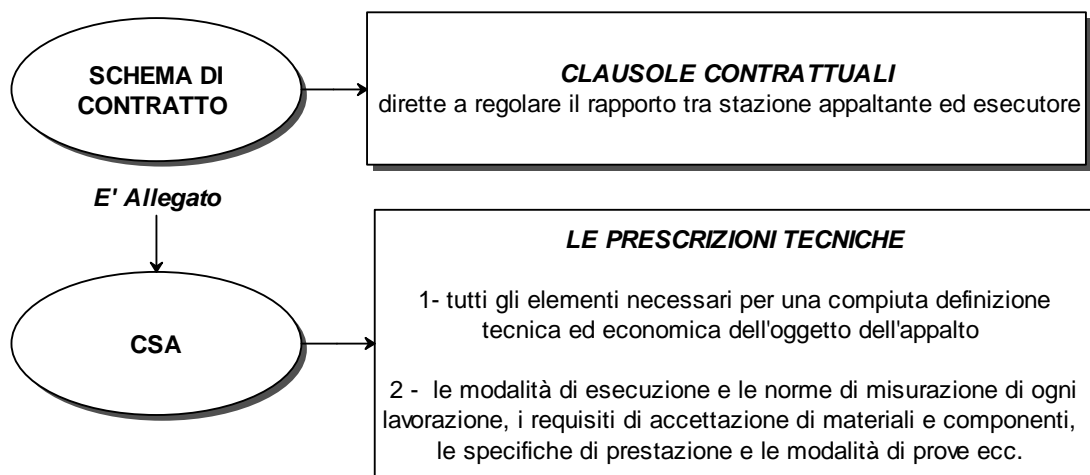 SCHEMA DI
CONTRATTO
CLAUSOLE CONTRATTUALI
dirette a regolare il rapporto tra stazione appaltante ed esecutore
E' Allegato
CSA
LE PRESCRIZIONI TECNICHE
1- tutti gli elementi necessari per una compiuta definizione
tecnica ed economica dell'oggetto dell'appalto
2 - le modalità di esecuzione e le norme di misurazione di ogni
lavorazione, i requisiti di accettazione di materiali e componenti,
le specifiche di prestazione e le modalità di prove ecc.